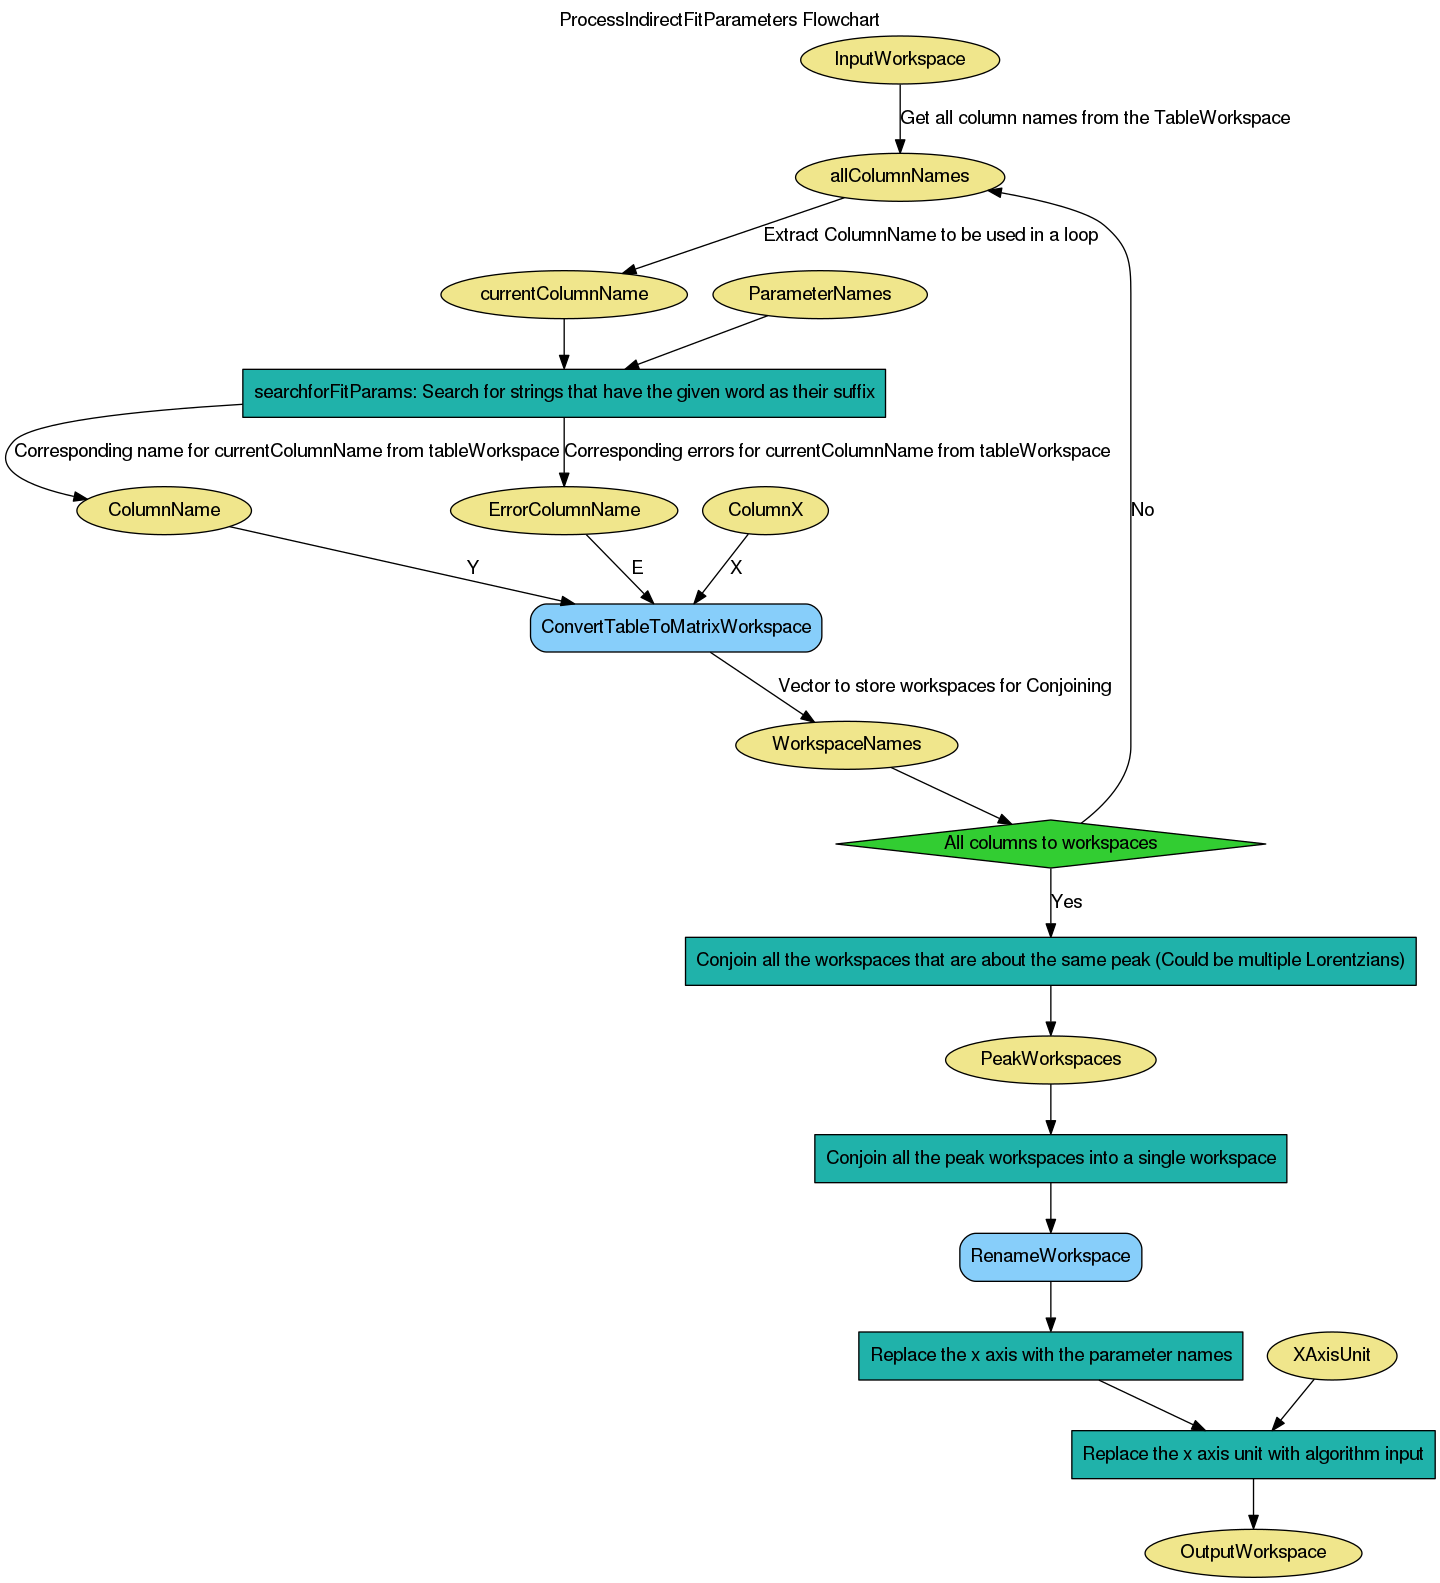 ProcessIndirectFitParameters Flowchart
InputWorkspace
Get all column names from the TableWorkspace
allColumnNames
Extract ColumnName to be used in a loop
currentColumnName
ParameterNames
searchforFitParams: Search for strings that have the given word as their suffix
Corresponding name for currentColumnName from tableWorkspace
Corresponding errors for currentColumnName from tableWorkspace
ColumnName
ErrorColumnName
ColumnX
No
Y
E
X
ConvertTableToMatrixWorkspace
Vector to store workspaces for Conjoining
WorkspaceNames
All columns to workspaces
Yes
Conjoin all the workspaces that are about the same peak (Could be multiple Lorentzians)
PeakWorkspaces
Conjoin all the peak workspaces into a single workspace
RenameWorkspace
Replace the x axis with the parameter names
XAxisUnit
Replace the x axis unit with algorithm input
OutputWorkspace